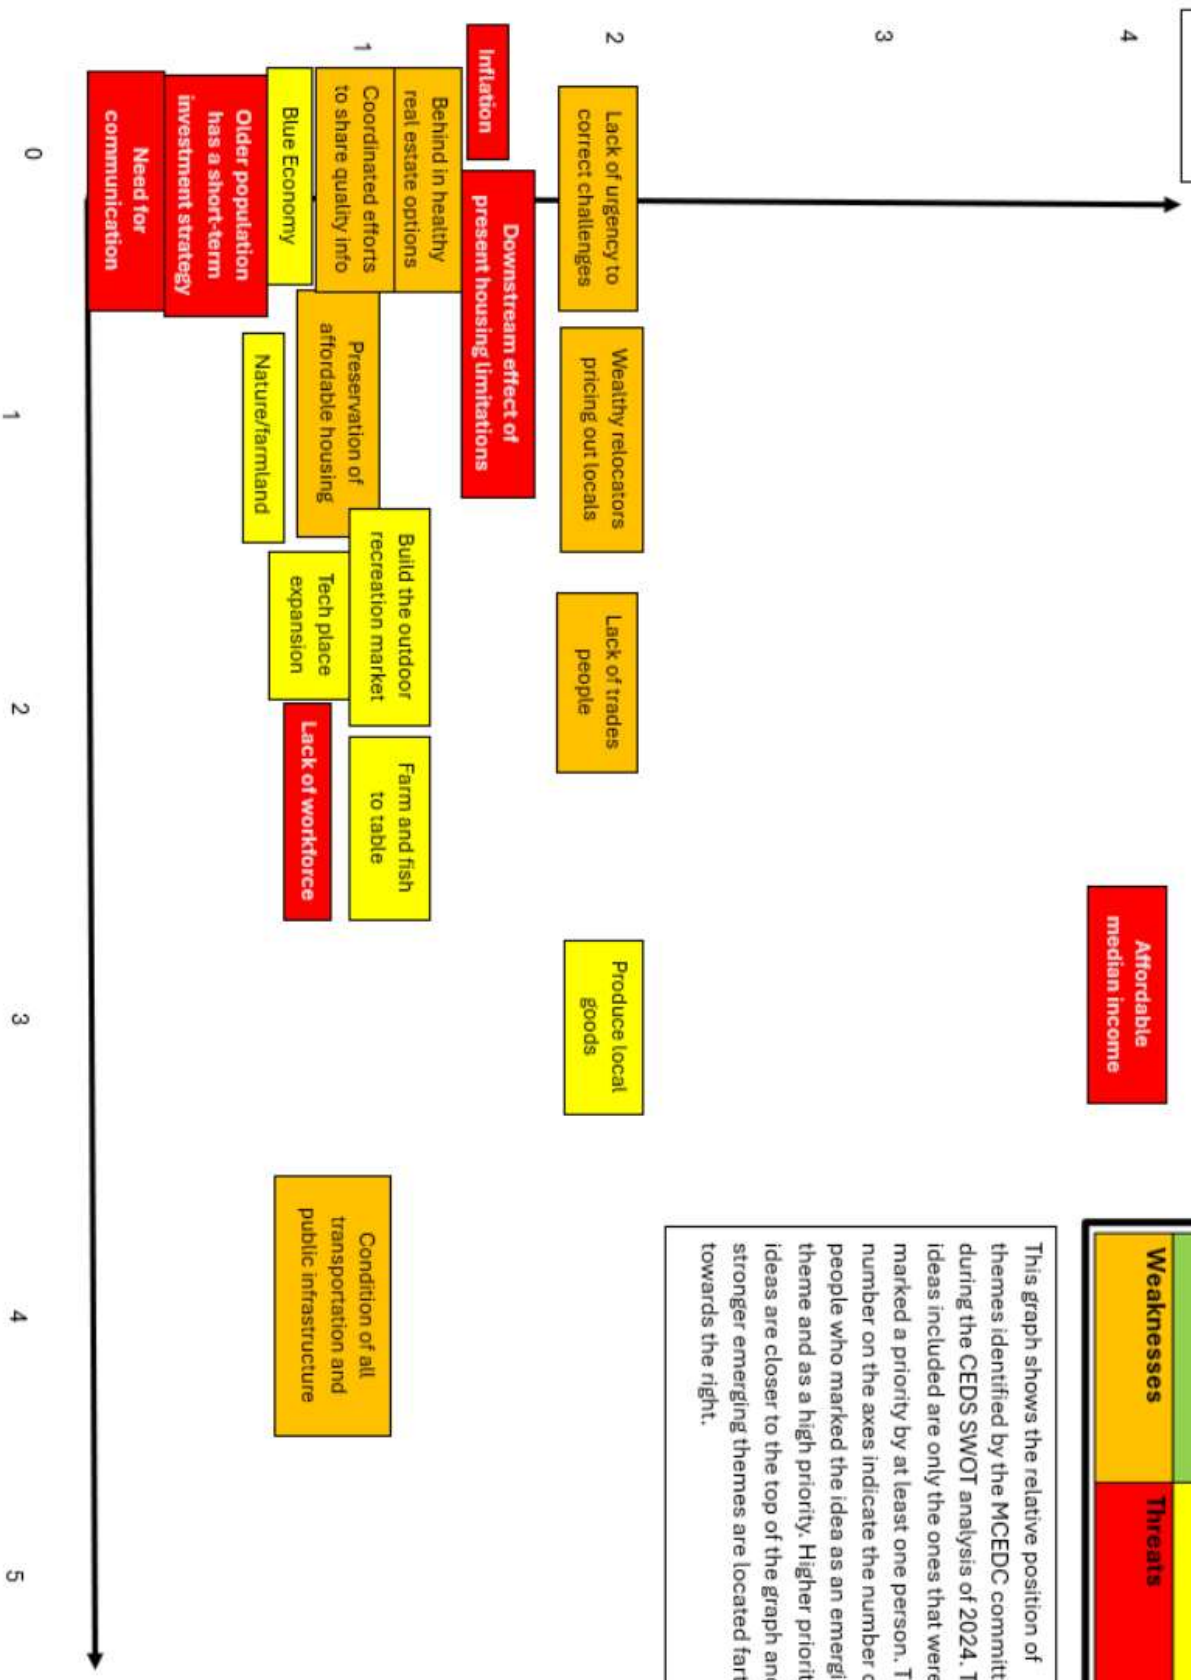 4
3
2
1
0
1
2
3
4
5
Affordable
median income
Lack of urgency to
correct challenges
Wealthy relocators
pricing out locals
Lack of trades
people
Produce local
goods
Inflation
Downstream effect of
present housing limitations
Behind in healthy
real estate options
Coordinated efforts
to share quality info
Blue Economy
Older population
has a short-term
investment strategy
Need for
communication
Preservation of
affordable housing
Nature/farmland
Build the outdoor
recreation market
Tech place
expansion
Farm and fish
to table
Lack of workforce
Condition of all
transportation and
public infrastructure
Weaknesses
Threats
This graph shows the relative position of
themes identified by the MCEDC
during the CEDS SWOT analysis of 2024.
ideas included are only the ones that were
marked a priority by at least one person.
number on the axes indicate the number
people who marked the idea as an
theme and as a high priority. Higher
ideas are closer to the top of the graph
stronger emerging themes are located
towards the right.